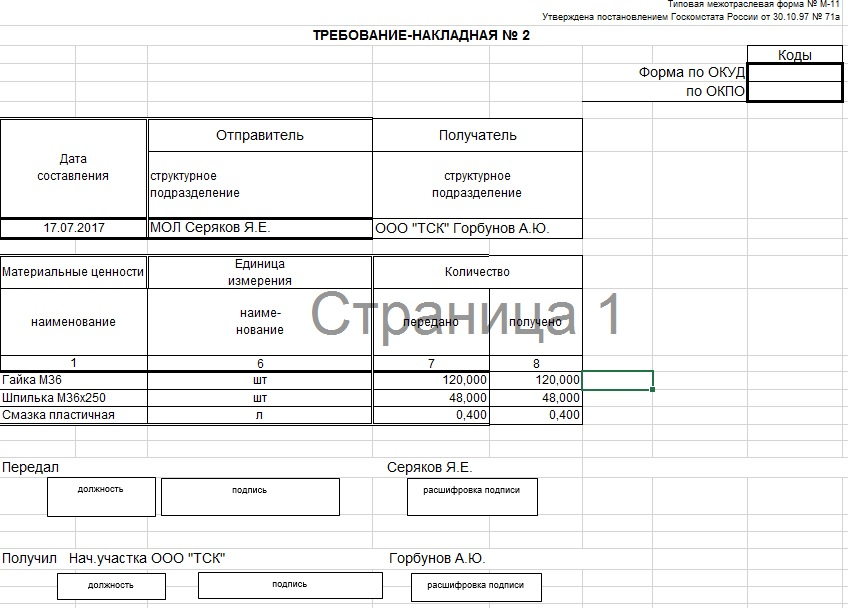 Типовая межотраслевая форма № М-11
Утверждена постановлением Госкомстата России от 30.10.97 № 71а
ТРЕБОВАНИЕ-НАКЛАДНАЯ № 2
Коды
Форма по ОКУД
по ОКПО
Дата
составления
Отправитель
Получатель
структурное
подразделение
структурное
подразделение
17.07.2017
МОЛ Серяков Я.Е.
ООО "ТСК" Горбунов А.Ю.
Материальные ценности
Единица
измерения
Количество
наименование
наиме-
нование
передано
получено
Страница 1
1
6
7
8
Гайка М36
шт
120,000
120,000
Шпилька М36х250
шт
48,000
48,000
Смазка пластичная
л
0,400
0,400
Передал
Серяков Я.Е.
должность
подпись
расшифровка подписи
Получил
Нач.участка ООО "ТСК"
Горбунов А.Ю.
должность
подпись
расшифровка подписи